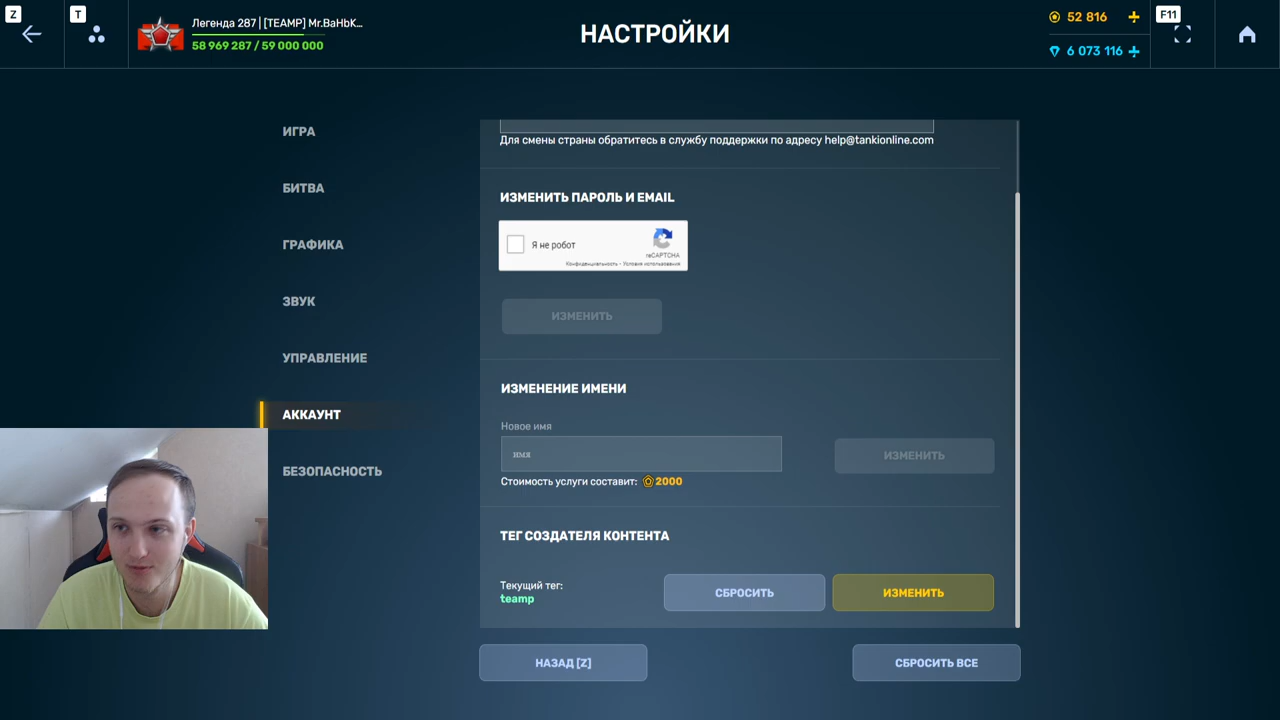 Z
T
Легенда 287 | [TEAMP] Mr.BaHbK...
58 969 287 / 59 000 000
НАСТРОЙКИ
52 816
6 073 116
F11
ИГРА
БИТВА
ГРАФИКА
ЗВУК
УПРАВЛЕНИЕ
АККАУНТ
БЕЗОПАСНОСТЬ
Для смены страны обратитесь в службу поддержки по адресу help@tankionline.com
ИЗМЕНИТЬ ПАРОЛЬ И EMAIL
Я не робот
reCAPTCHA
Конфиденциальность - Условия использования
ИЗМЕНИТЬ
ИЗМЕНЕНИЕ ИМЕНИ
Новое имя
имя
ИЗМЕНИТЬ
Стоимость услуги составит: 2000
ТЕГ СОЗДАТЕЛЯ КОНТЕНТА
Текущий тег:
teamp
СБРОСИТЬ
ИЗМЕНИТЬ
НАЗАД [Z]
СБРОСИТЬ ВСЕ